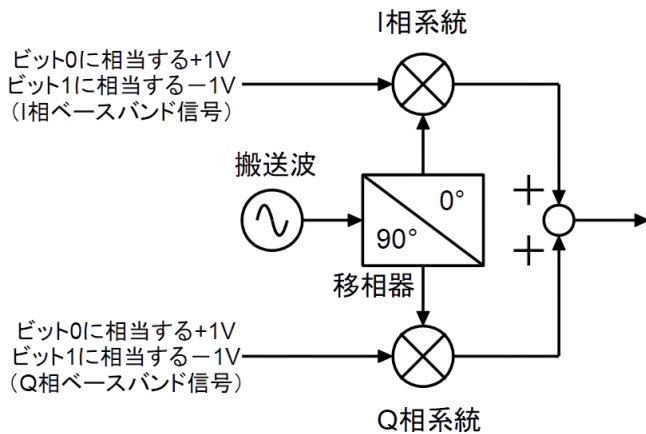 I相系統
ビット0に相当する+1V
ビット1に相当する－1V
(I相ベースバンド信号)
搬送波
0°
90°
移相器
+
+
ビット0に相当する+1V
ビット1に相当する－1V
(Q相ベースバンド信号)
Q相系統